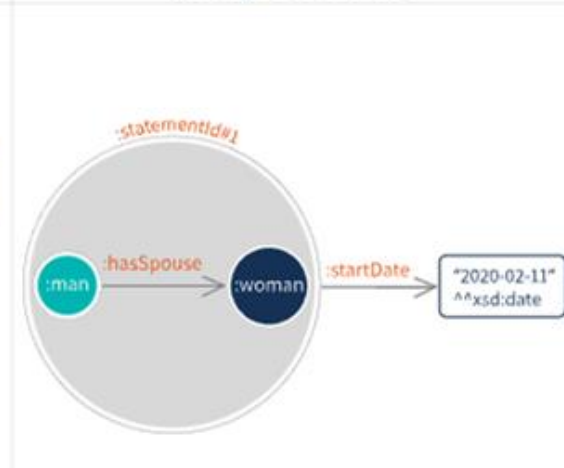 :statementId#1
:man
:hasSpouse
:woman
:startDate
"2020-02-11"
^^xsd:date